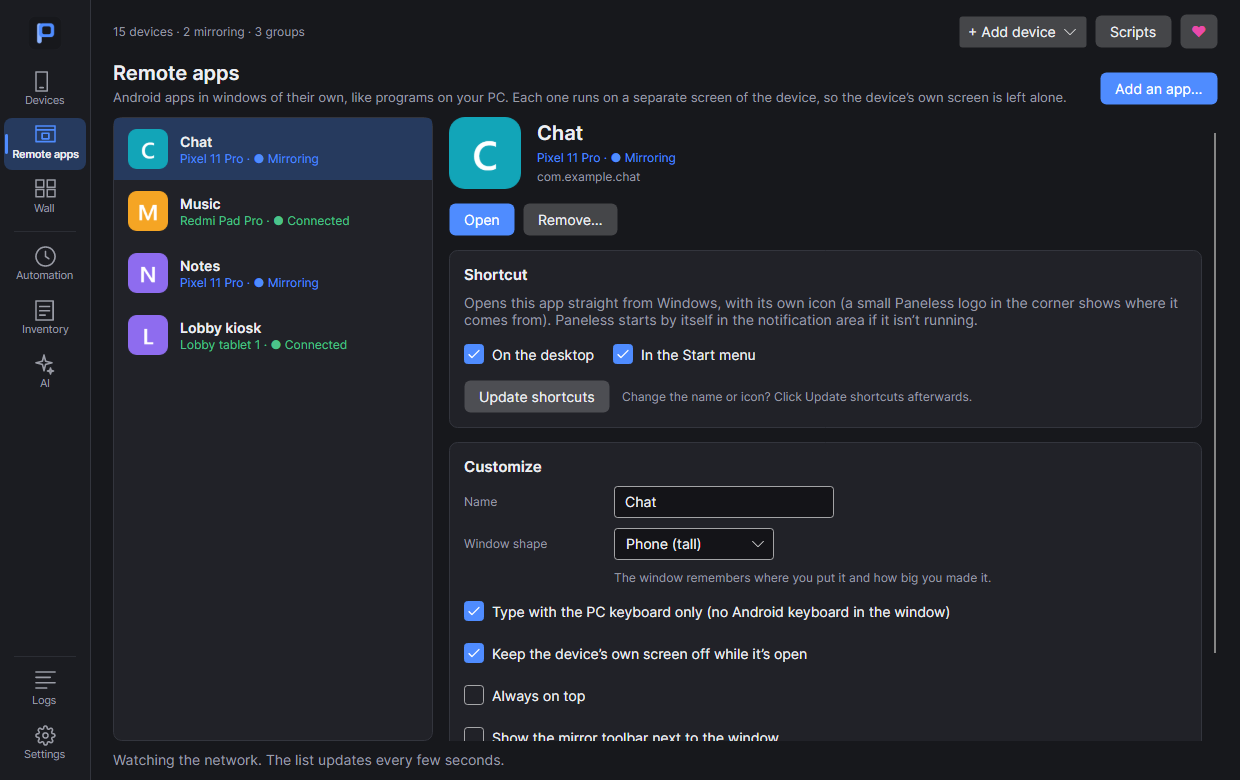 15 devices · 2 mirroring · 3 groups
+ Add device
Scripts
Devices
Remote apps
Wall
Automation
Inventory
AI
Logs
Settings
Remote apps
Android apps in windows of their own, like programs on your PC. Each one runs on a separate screen of the device, so the device’s own screen is left alone.
Add an app...
C
Chat
Pixel 11 Pro · ● Mirroring
M
Music
Redmi Pad Pro · ● Connected
N
Notes
Pixel 11 Pro · ● Mirroring
L
Lobby kiosk
Lobby tablet 1 · ● Connected
C
Chat
Pixel 11 Pro · ● Mirroring
com.example.chat
Open
Remove...
Shortcut
Opens this app straight from Windows, with its own icon (a small Paneless logo in the corner shows where it
comes from). Paneless starts by itself in the notification area if it isn’t running.
On the desktop
In the Start menu
Update shortcuts
Change the name or icon? Click Update shortcuts afterwards.
Customize
Name
Chat
Window shape
Phone (tall)
The window remembers where you put it and how big you made it.
Type with the PC keyboard only (no Android keyboard in the window)
Keep the device’s own screen off while it’s open
Always on top
Show the mirror toolbar next to the window
Watching the network. The list updates every few seconds.